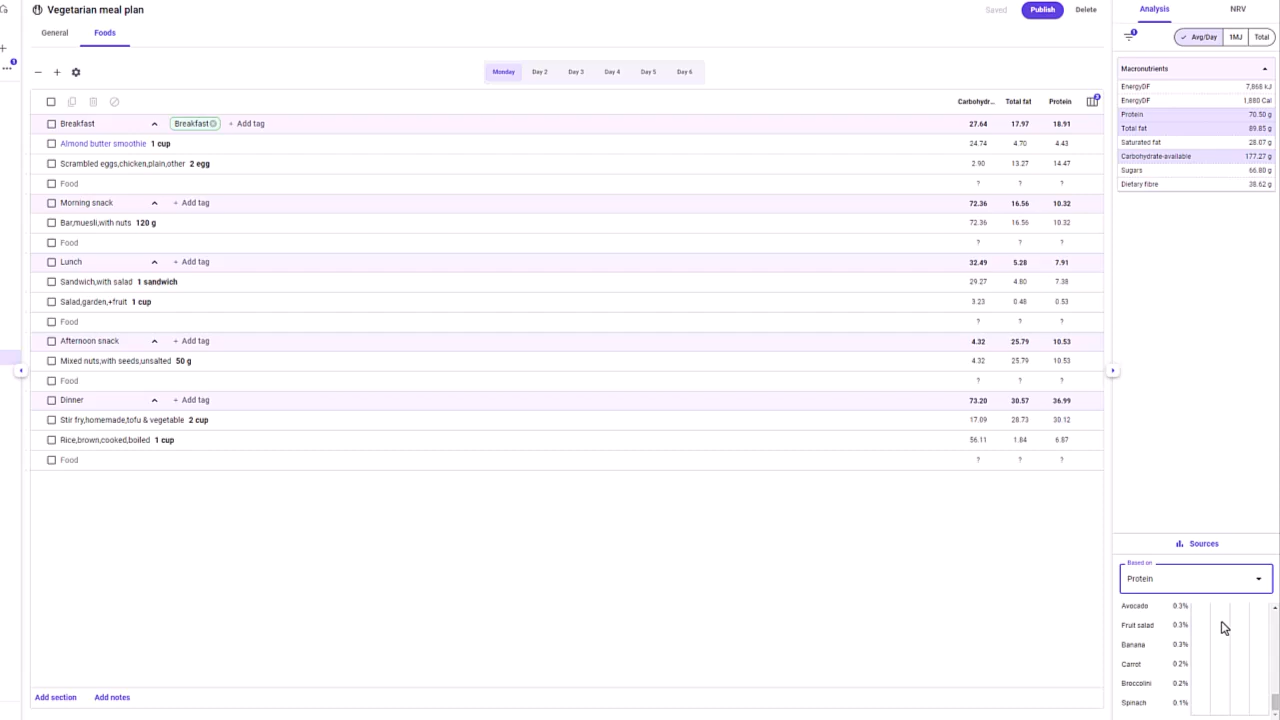 Vegetarian meal plan
Saved Publish Delete
General Foods
Monday Day 2 Day 3 Day 4 Day 5 Day 6
Carbohydr... Total fat Protein 2
Breakfast Breakfast + Add tag 27.64 17.97 18.91
Almond butter smoothie 1 cup 24.74 4.70 4.43
Scrambled eggs,chicken,plain,other 2 egg 2.90 13.27 14.47
Food ? ? ?
Morning snack + Add tag 72.36 16.56 10.32
Bar,muesli,with nuts 120 g 72.36 16.56 10.32
Food ? ? ?
Lunch + Add tag 32.49 5.28 7.91
Sandwich,with salad 1 sandwich 29.27 4.80 7.38
Salad,garden,+fruit 1 cup 3.23 0.48 0.53
Food ? ? ?
Afternoon snack + Add tag 4.32 25.79 10.53
Mixed nuts,with seeds,unsalted 50 g 4.32 25.79 10.53
Food ? ? ?
Dinner + Add tag 73.20 30.57 36.99
Stir fry,homemade,tofu & vegetable 2 cup 17.09 28.73 30.12
Rice,brown,cooked,boiled 1 cup 56.11 1.84 6.87
Food ? ? ?
Add section Add notes
Analysis NRV
1 Avg/Day 1MJ Total
Macronutrients
EnergyDF 7,868 kJ
EnergyDF 1,880 Cal
Protein 70.50 g
Total fat 89.85 g
Saturated fat 28.07 g
Carbohydrate-available 177.27 g
Sugars 66.80 g
Dietary fibre 38.62 g
Sources
Based on
Protein
Avocado 0.3%
Fruit salad 0.3%
Banana 0.3%
Carrot 0.2%
Broccolini 0.2%
Spinach 0.1%